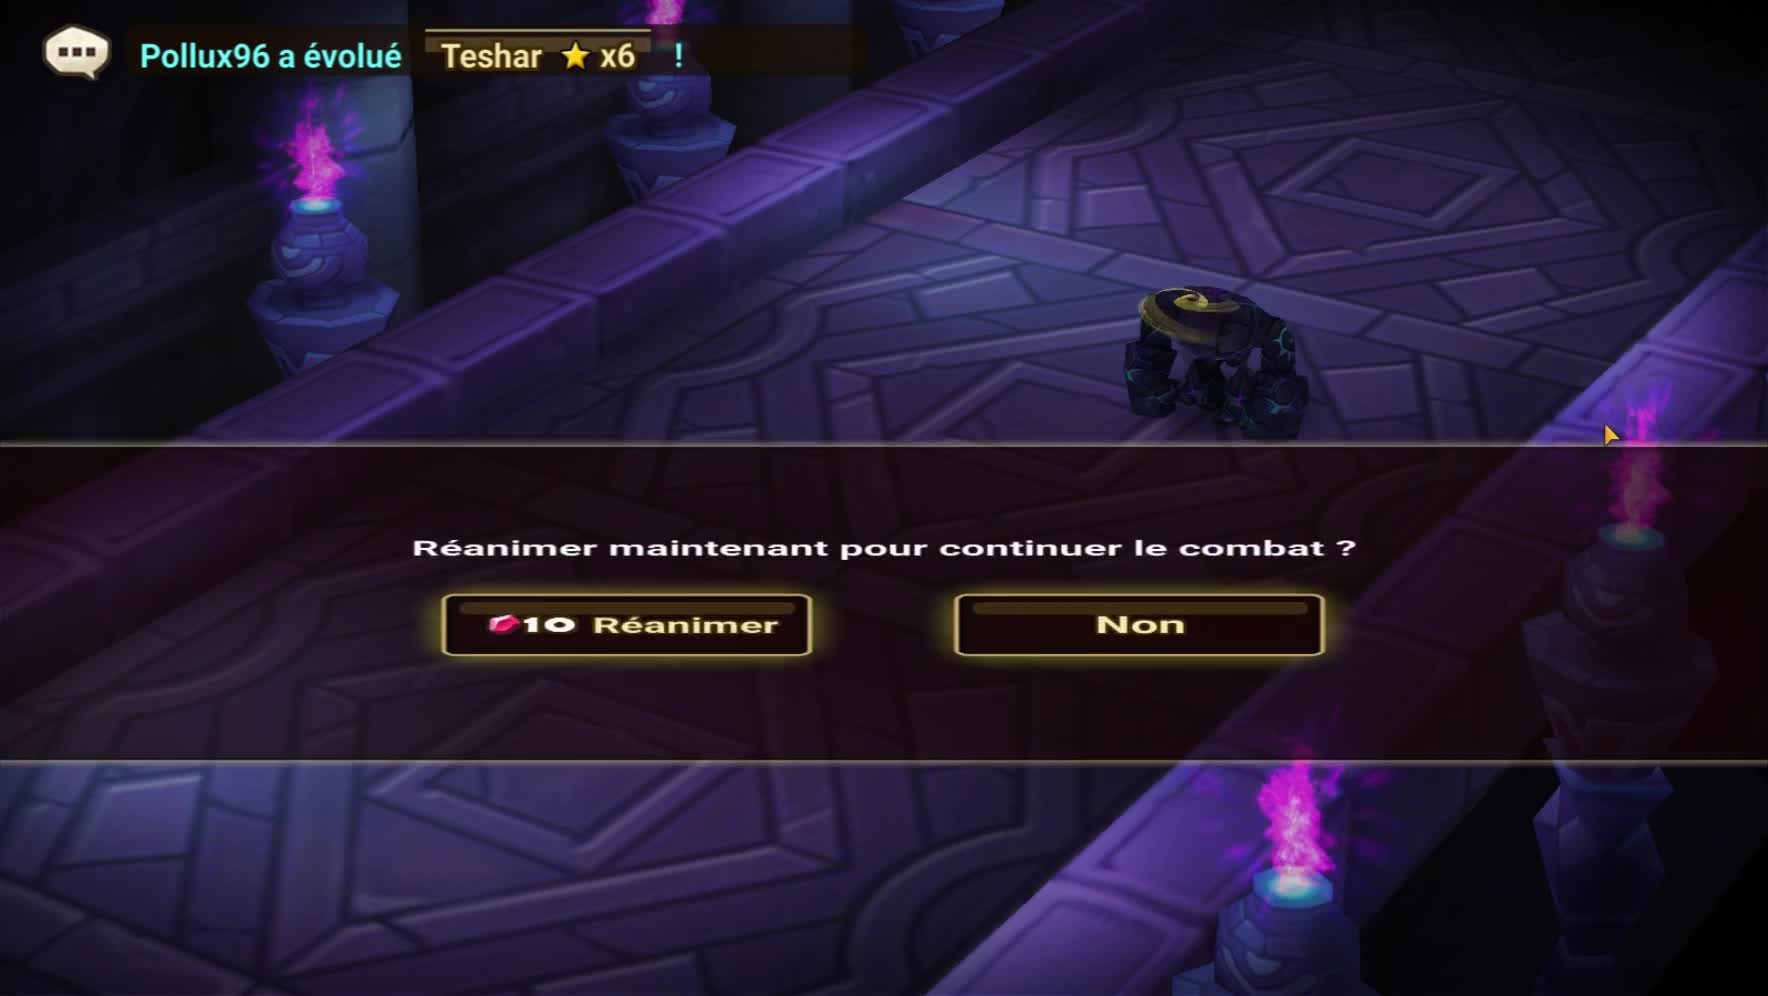 Pollux96 a évolué Teshar ★ x6 !
Réanimer maintenant pour continuer le combat ?
10 Réanimer
Non